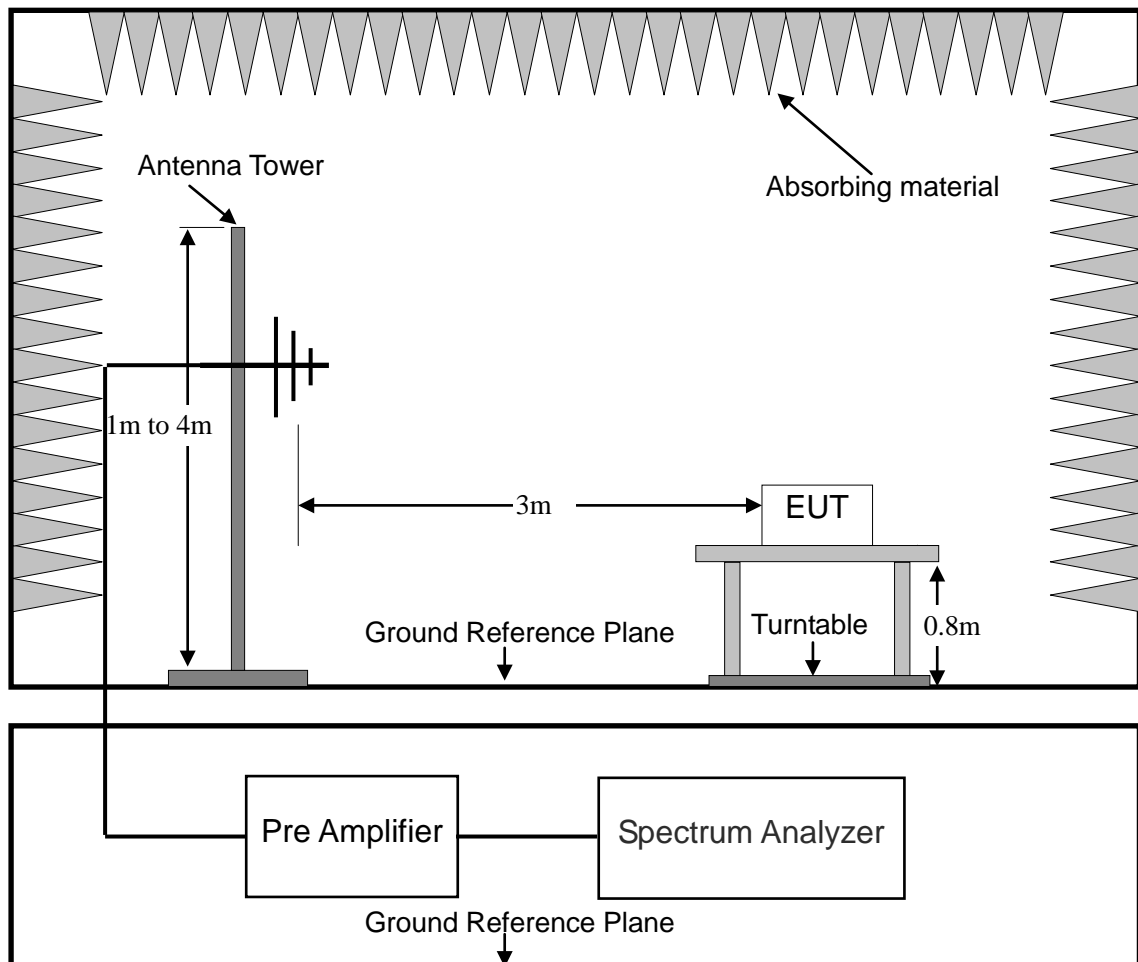 Antenna Tower
Absorbing material
1m to 4m
3m
EUT
Ground Reference Plane
Turntable
0.8m
Pre Amplifier
Spectrum Analyzer
Ground Reference Plane